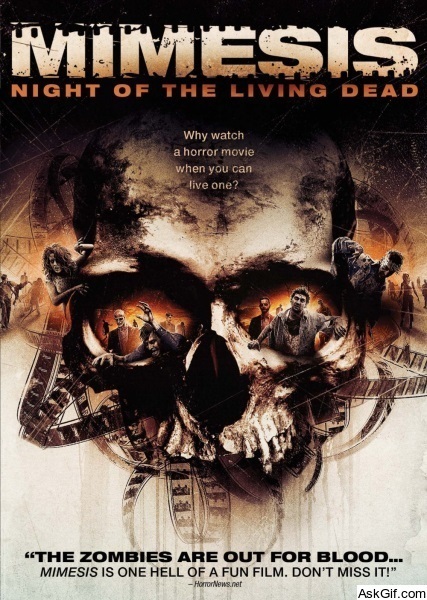 MIMESIS
NIGHT OF THE LIVING DEAD
Why watch
a horror movie
when you can
live one?
“THE ZOMBIES ARE OUT FOR BLOOD...
MIMESIS IS ONE HELL OF A FUN FILM. DON’T MISS IT!”
–HorrorNews.net
AskGif.com